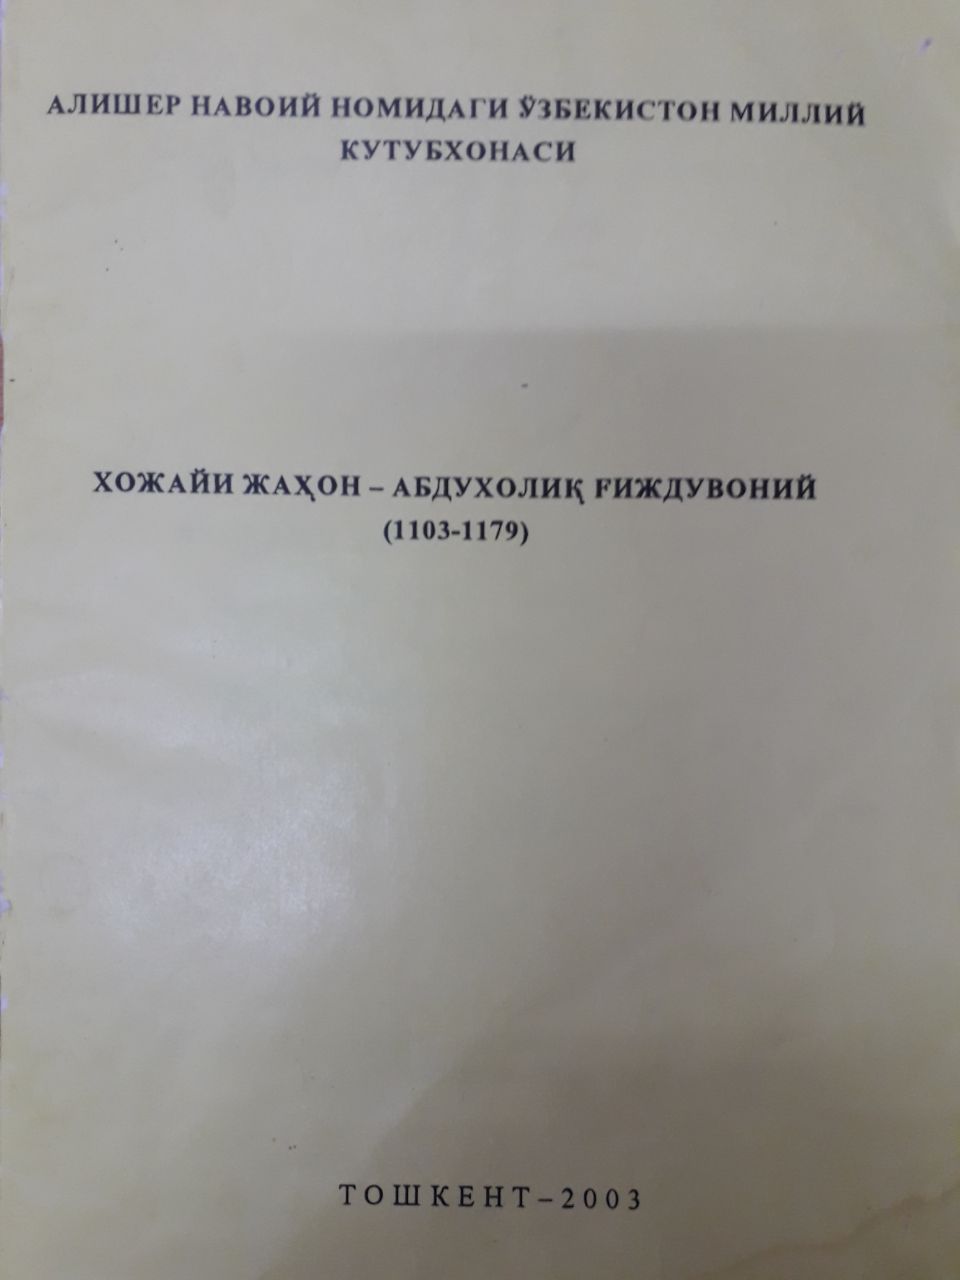 АЛИШЕР НАВОИЙ НОМИДАГИ ЎЗБЕКИСТОН МИЛЛИЙ
КУТУБХОНАСИ
ХОЖАЙИ ЖАҲОН – АБДУХОЛИҚ ҒИЖДУВОНИЙ
(1103-1179)
ТОШКЕНТ – 2003